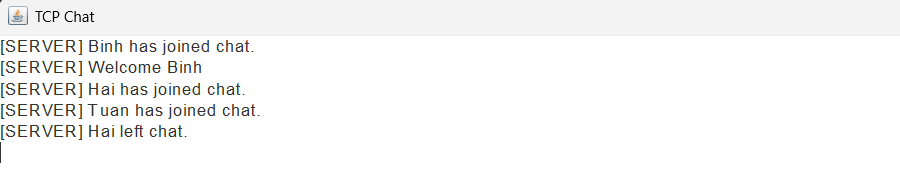 TCP Chat
[SERVER] Binh has joined chat.
[SERVER] Welcome Binh
[SERVER] Hai has joined chat.
[SERVER] Tuan has joined chat.
[SERVER] Hai left chat.